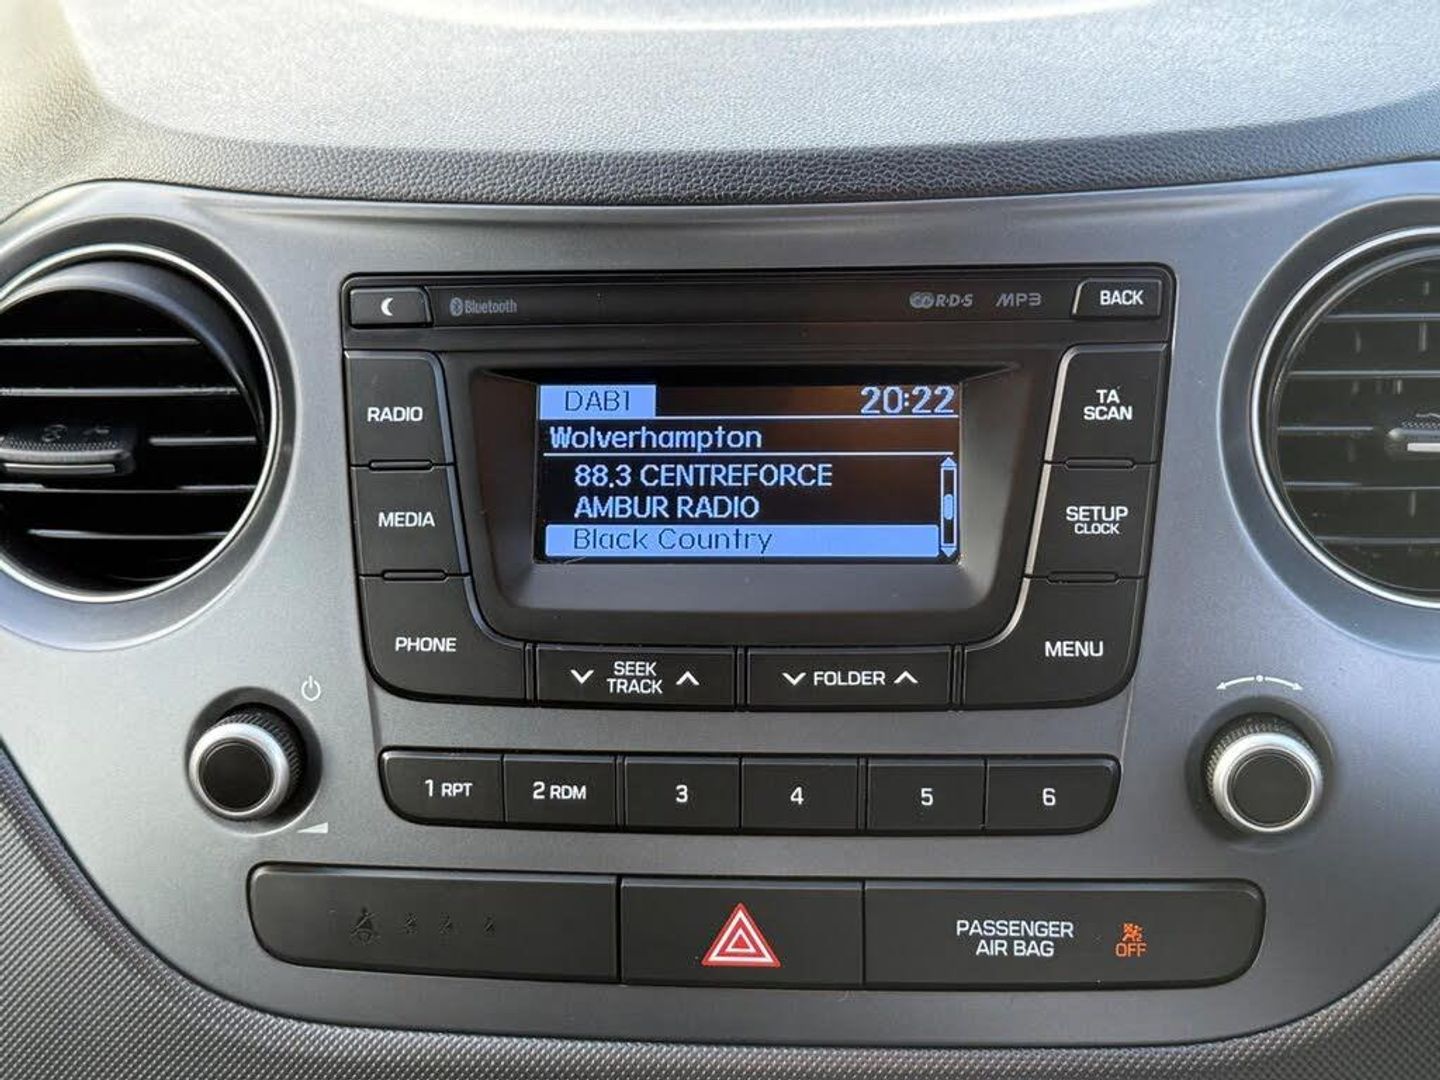 Bluetooth
R·D·S
MP3
BACK
RADIO
DAB1
20:22
TA
SCAN
Wolverhampton
88.3 CENTREFORCE
AMBUR RADIO
Black Country
MEDIA
SETUP
CLOCK
PHONE
SEEK
TRACK
FOLDER
MENU
1 RPT
2 RDM
3
4
5
6
PASSENGER
AIR BAG
OFF